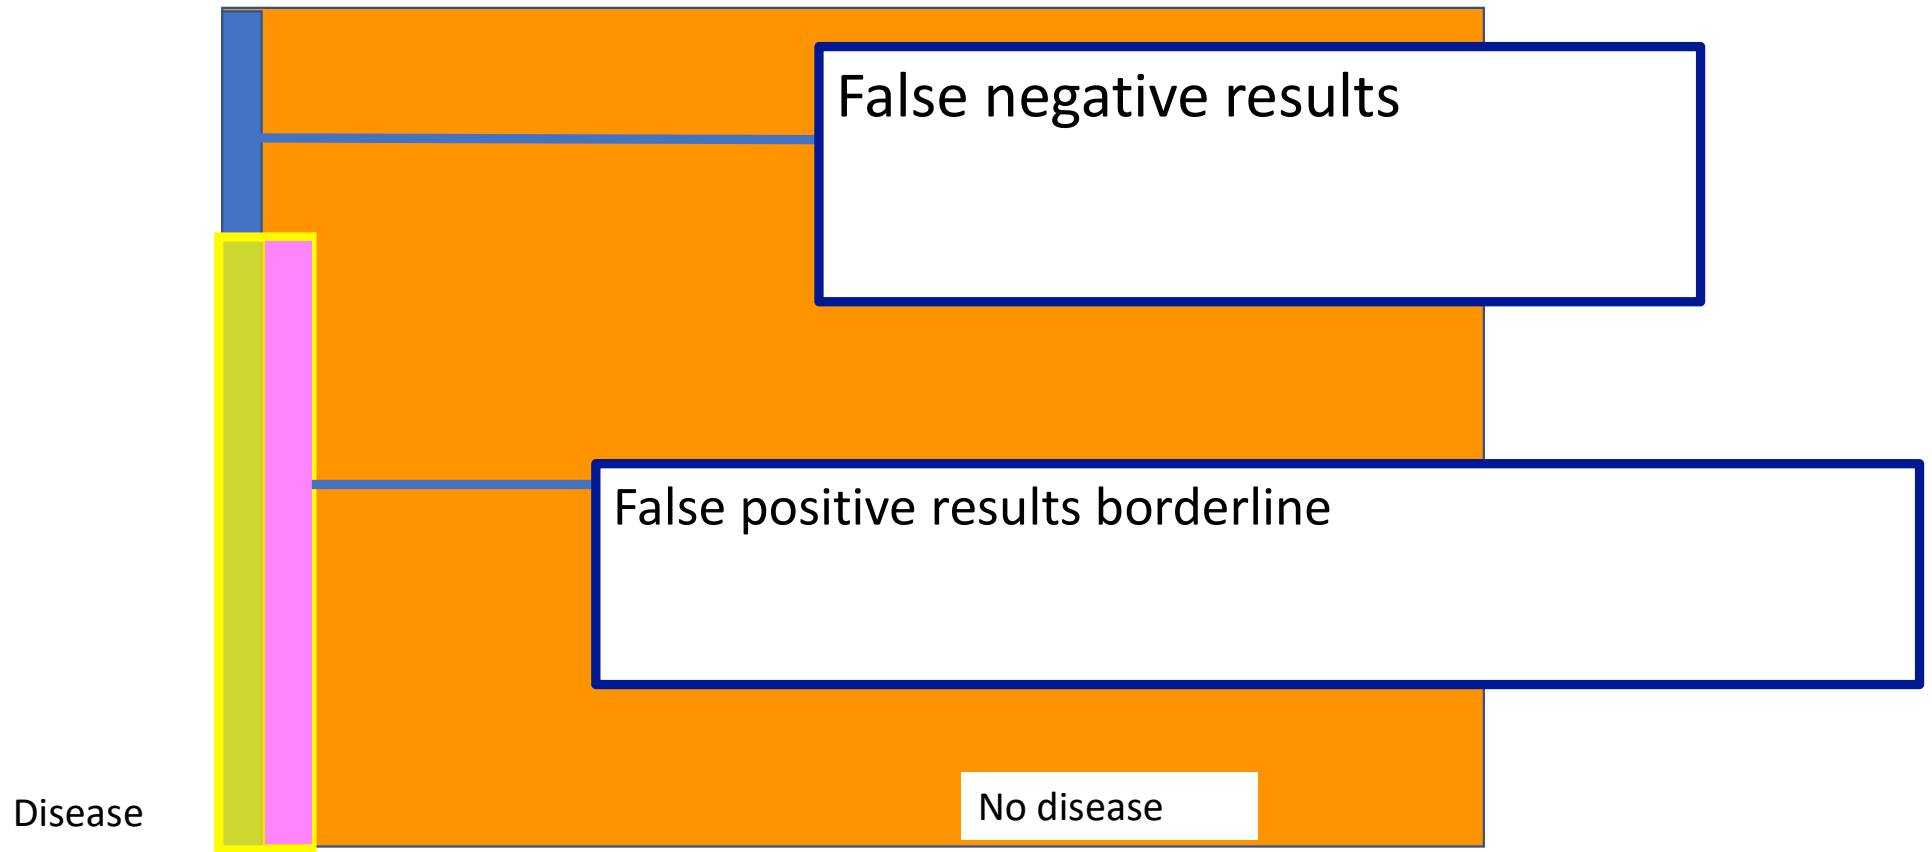 False negative results
False positive results borderline
Disease
No disease